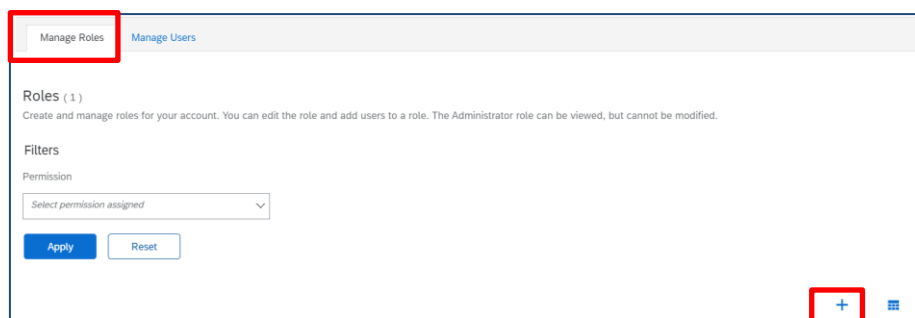 Manage Roles Manage Users
Roles ( 1 )
Create and manage roles for your account. You can edit the role and add users to a role. The Administrator role can be viewed, but cannot be modified.
Filters
Permission
Select permission assigned
Apply Reset
+